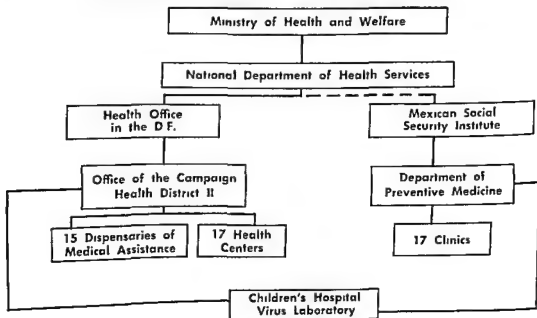 Ministry of Health and Welfare
National Department of Health Services
Health Office
in the D F.
Mexican Social
Security Institute
Office of the Campaign
Health District II
Department of
Preventive Medicine
15 Dispensaries of
Medical Assistance
17 Health
Centers
17 Clinics
Children's Hospital
Virus Laboratory